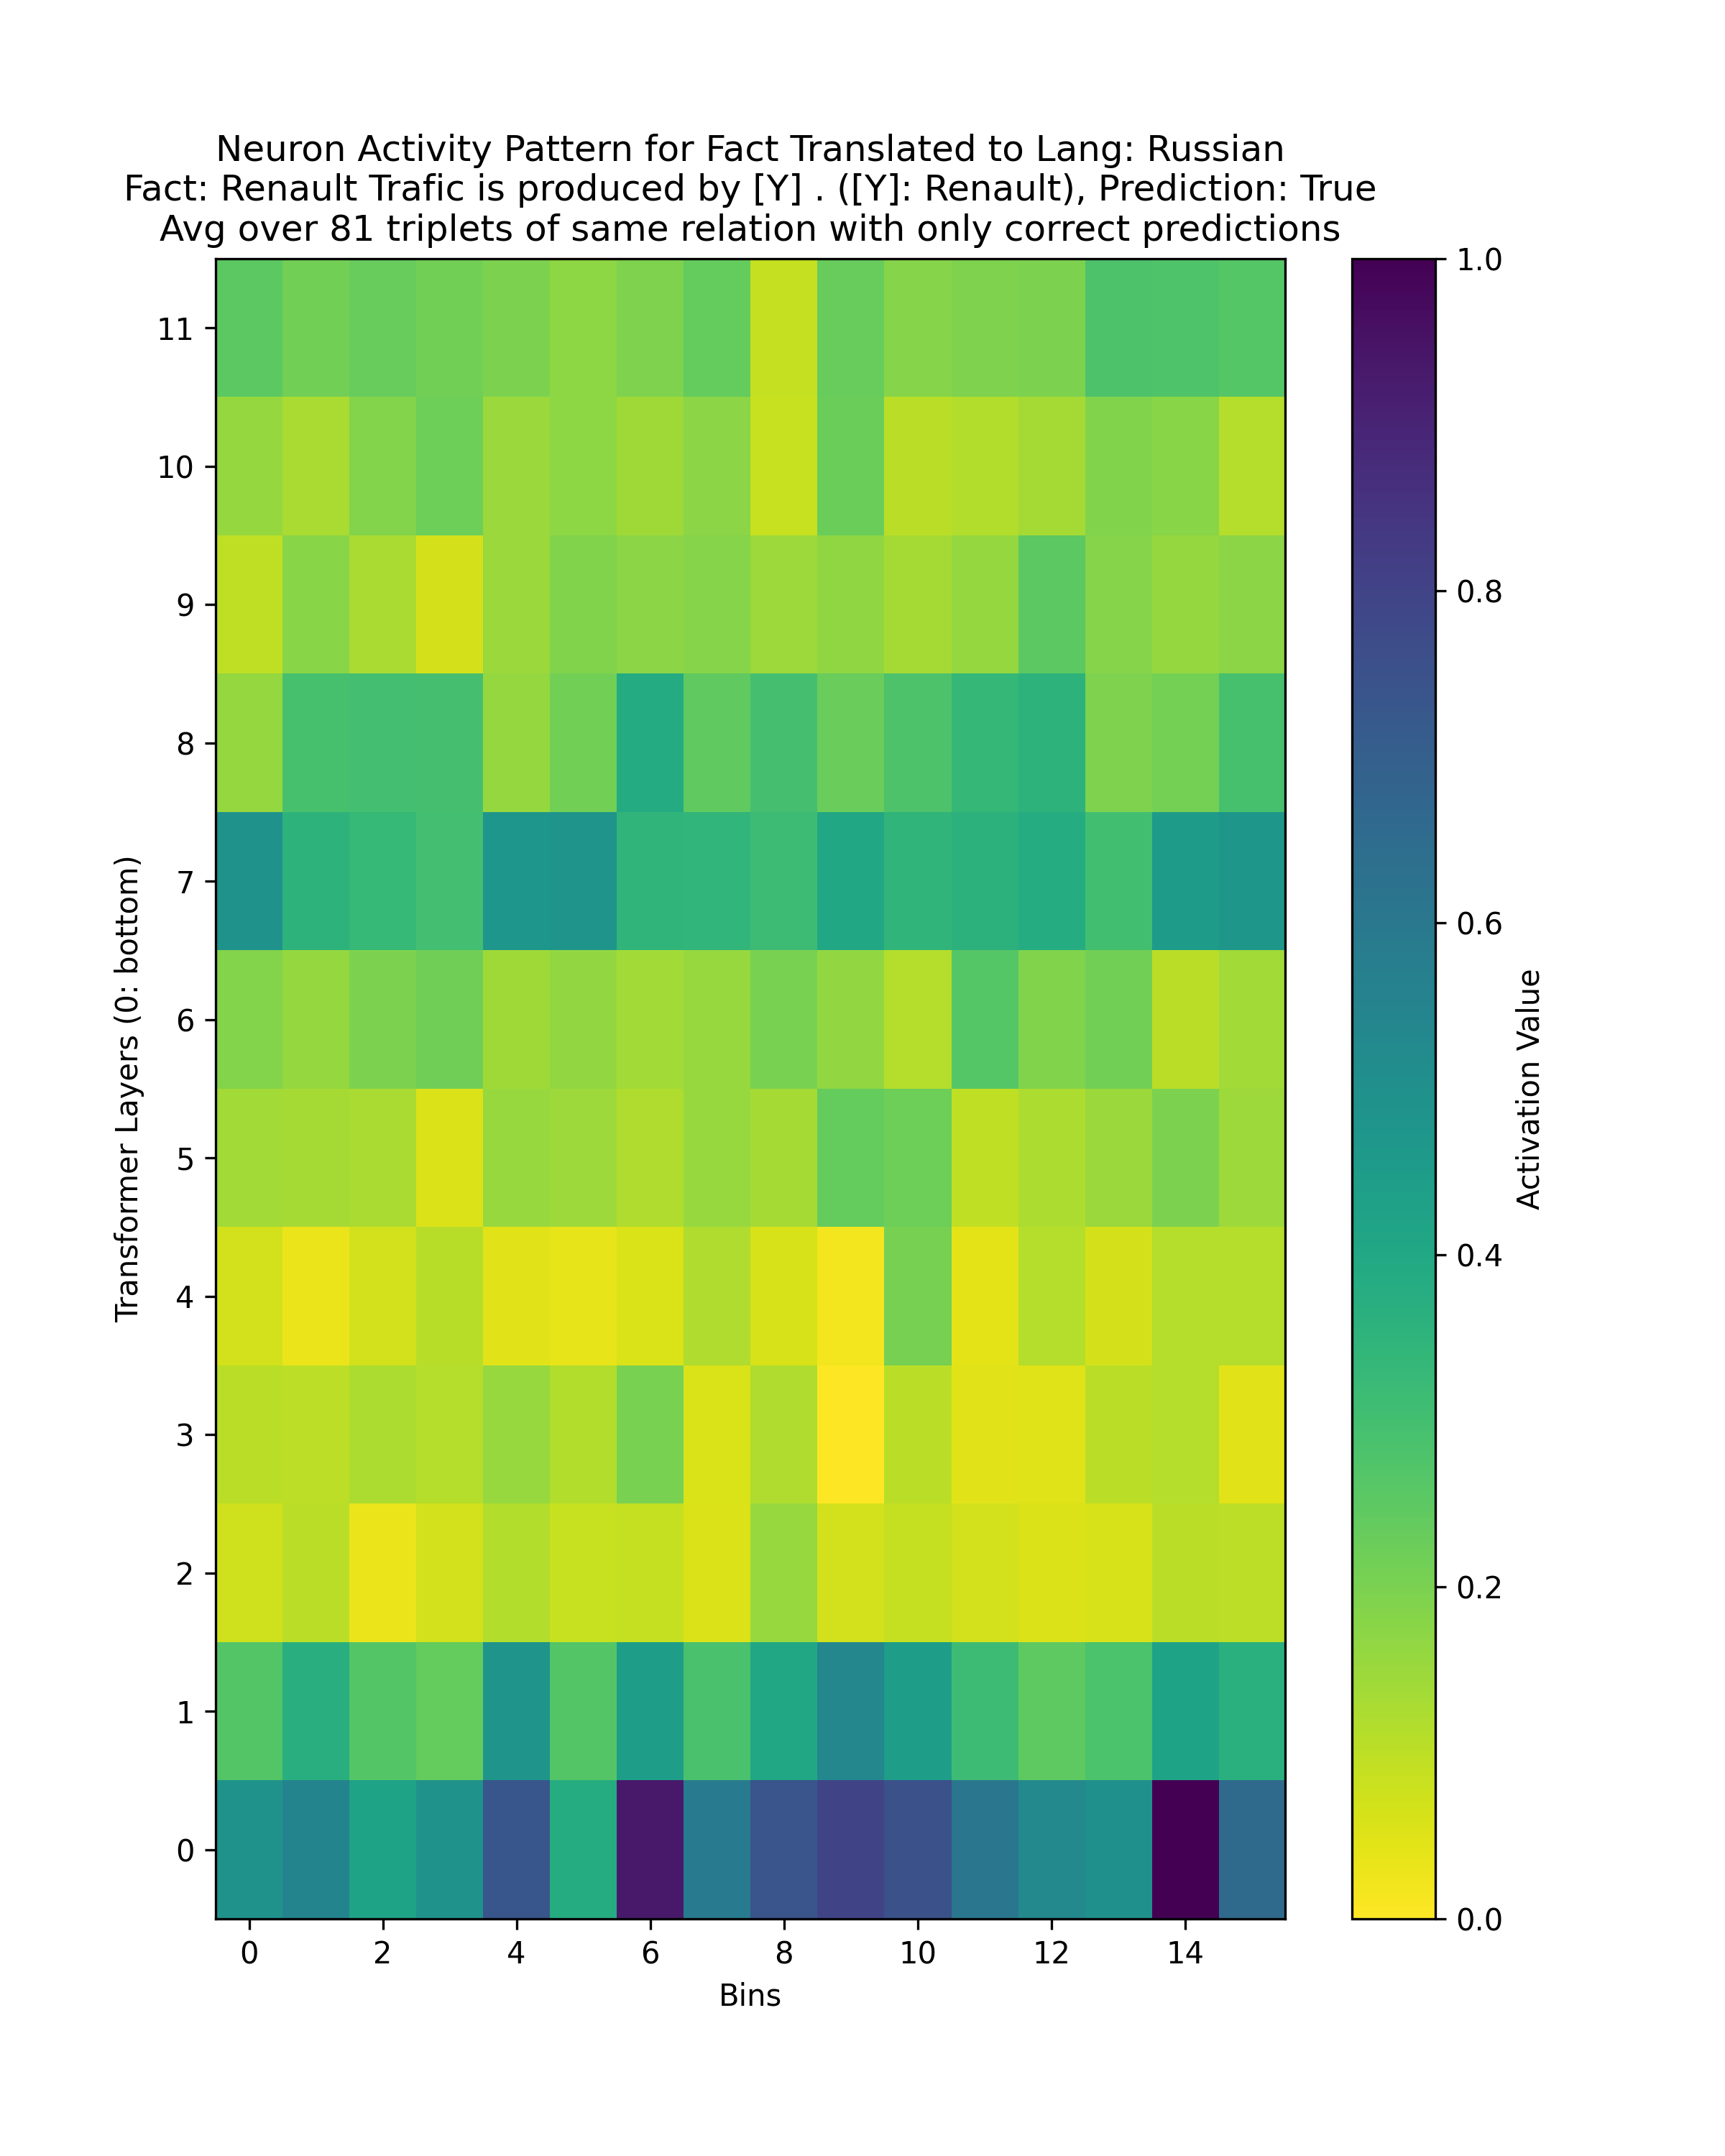 Neuron Activity Pattern for Fact Translated to Lang: Russian
Fact: Renault Trafic is produced by [Y] . ([Y]: Renault), Prediction: True
Avg over 81 triplets of same relation with only correct predictions
Transformer Layers (0: bottom)
11
10
9
8
7
6
5
4
3
2
1
0
0 2 4 6 8 10 12 14
Bins
1.0
0.8
0.6
0.4
0.2
0.0
Activation Value